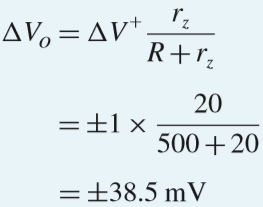 ΔV_o = ΔV⁺ r_z / (R + r_z)
= ±1 × 20 / (500 + 20)
= ±38.5 mV